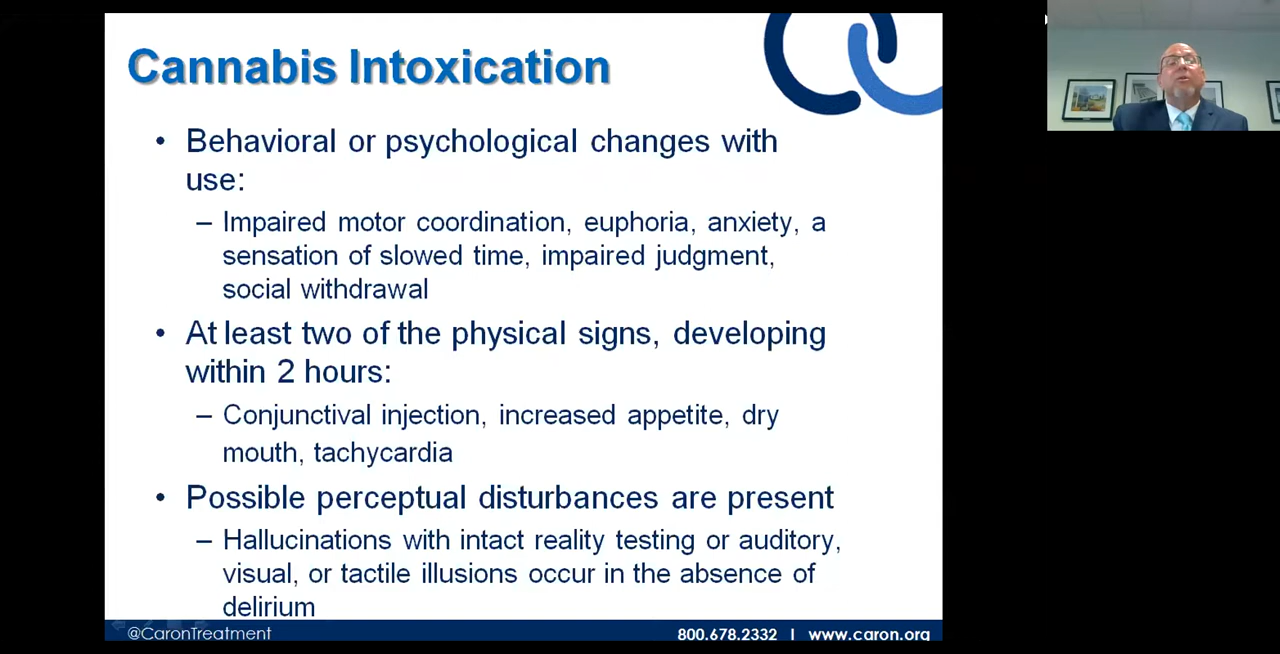 Cannabis Intoxication
• Behavioral or psychological changes with
use:
– Impaired motor coordination, euphoria, anxiety, a
sensation of slowed time, impaired judgment,
social withdrawal
• At least two of the physical signs, developing
within 2 hours:
– Conjunctival injection, increased appetite, dry
mouth, tachycardia
• Possible perceptual disturbances are present
– Hallucinations with intact reality testing or auditory,
visual, or tactile illusions occur in the absence of
delirium
@CaronTreatment 800.678.2332 | www.caron.org